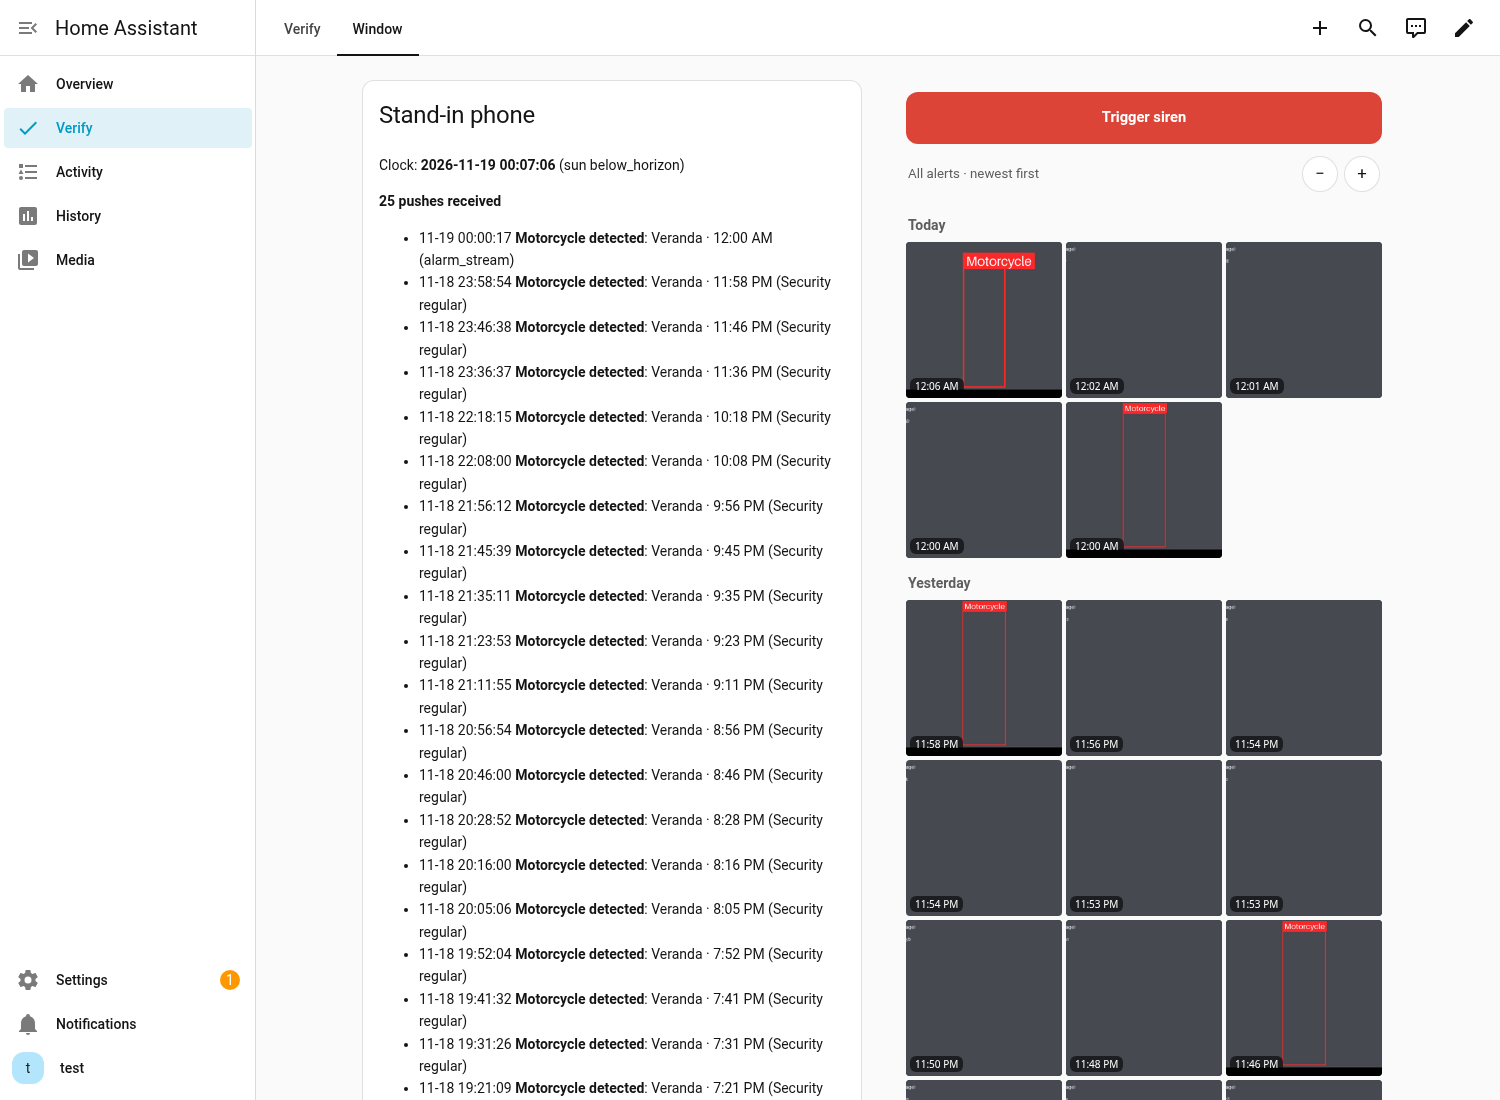 Home Assistant
Verify
Window
Overview
Verify
Activity
History
Media
Settings
1
Notifications
t
test
Stand-in phone
Clock: 2026-11-19 00:07:06 (sun below_horizon)
25 pushes received
11-19 00:00:17 Motorcycle detected: Veranda · 12:00 AM
(alarm_stream)
11-18 23:58:54 Motorcycle detected: Veranda · 11:58 PM (Security
regular)
11-18 23:46:38 Motorcycle detected: Veranda · 11:46 PM (Security
regular)
11-18 23:36:37 Motorcycle detected: Veranda · 11:36 PM (Security
regular)
11-18 22:18:15 Motorcycle detected: Veranda · 10:18 PM (Security
regular)
11-18 22:08:00 Motorcycle detected: Veranda · 10:08 PM (Security
regular)
11-18 21:56:12 Motorcycle detected: Veranda · 9:56 PM (Security
regular)
11-18 21:45:39 Motorcycle detected: Veranda · 9:45 PM (Security
regular)
11-18 21:35:11 Motorcycle detected: Veranda · 9:35 PM (Security
regular)
11-18 21:23:53 Motorcycle detected: Veranda · 9:23 PM (Security
regular)
11-18 21:11:55 Motorcycle detected: Veranda · 9:11 PM (Security
regular)
11-18 20:56:54 Motorcycle detected: Veranda · 8:56 PM (Security
regular)
11-18 20:46:00 Motorcycle detected: Veranda · 8:46 PM (Security
regular)
11-18 20:28:52 Motorcycle detected: Veranda · 8:28 PM (Security
regular)
11-18 20:16:00 Motorcycle detected: Veranda · 8:16 PM (Security
regular)
11-18 20:05:06 Motorcycle detected: Veranda · 8:05 PM (Security
regular)
11-18 19:52:04 Motorcycle detected: Veranda · 7:52 PM (Security
regular)
11-18 19:41:32 Motorcycle detected: Veranda · 7:41 PM (Security
regular)
11-18 19:31:26 Motorcycle detected: Veranda · 7:31 PM (Security
regular)
11-18 19:21:09 Motorcycle detected: Veranda · 7:21 PM (Security
Trigger siren
All alerts · newest first
− +
Today
Motorcycle
12:06 AM
12:02 AM
12:01 AM
12:00 AM
Motorcycle
12:00 AM
Yesterday
Motorcycle
11:58 PM
11:56 PM
11:54 PM
11:54 PM
11:53 PM
11:53 PM
11:50 PM
11:48 PM
Motorcycle
11:46 PM